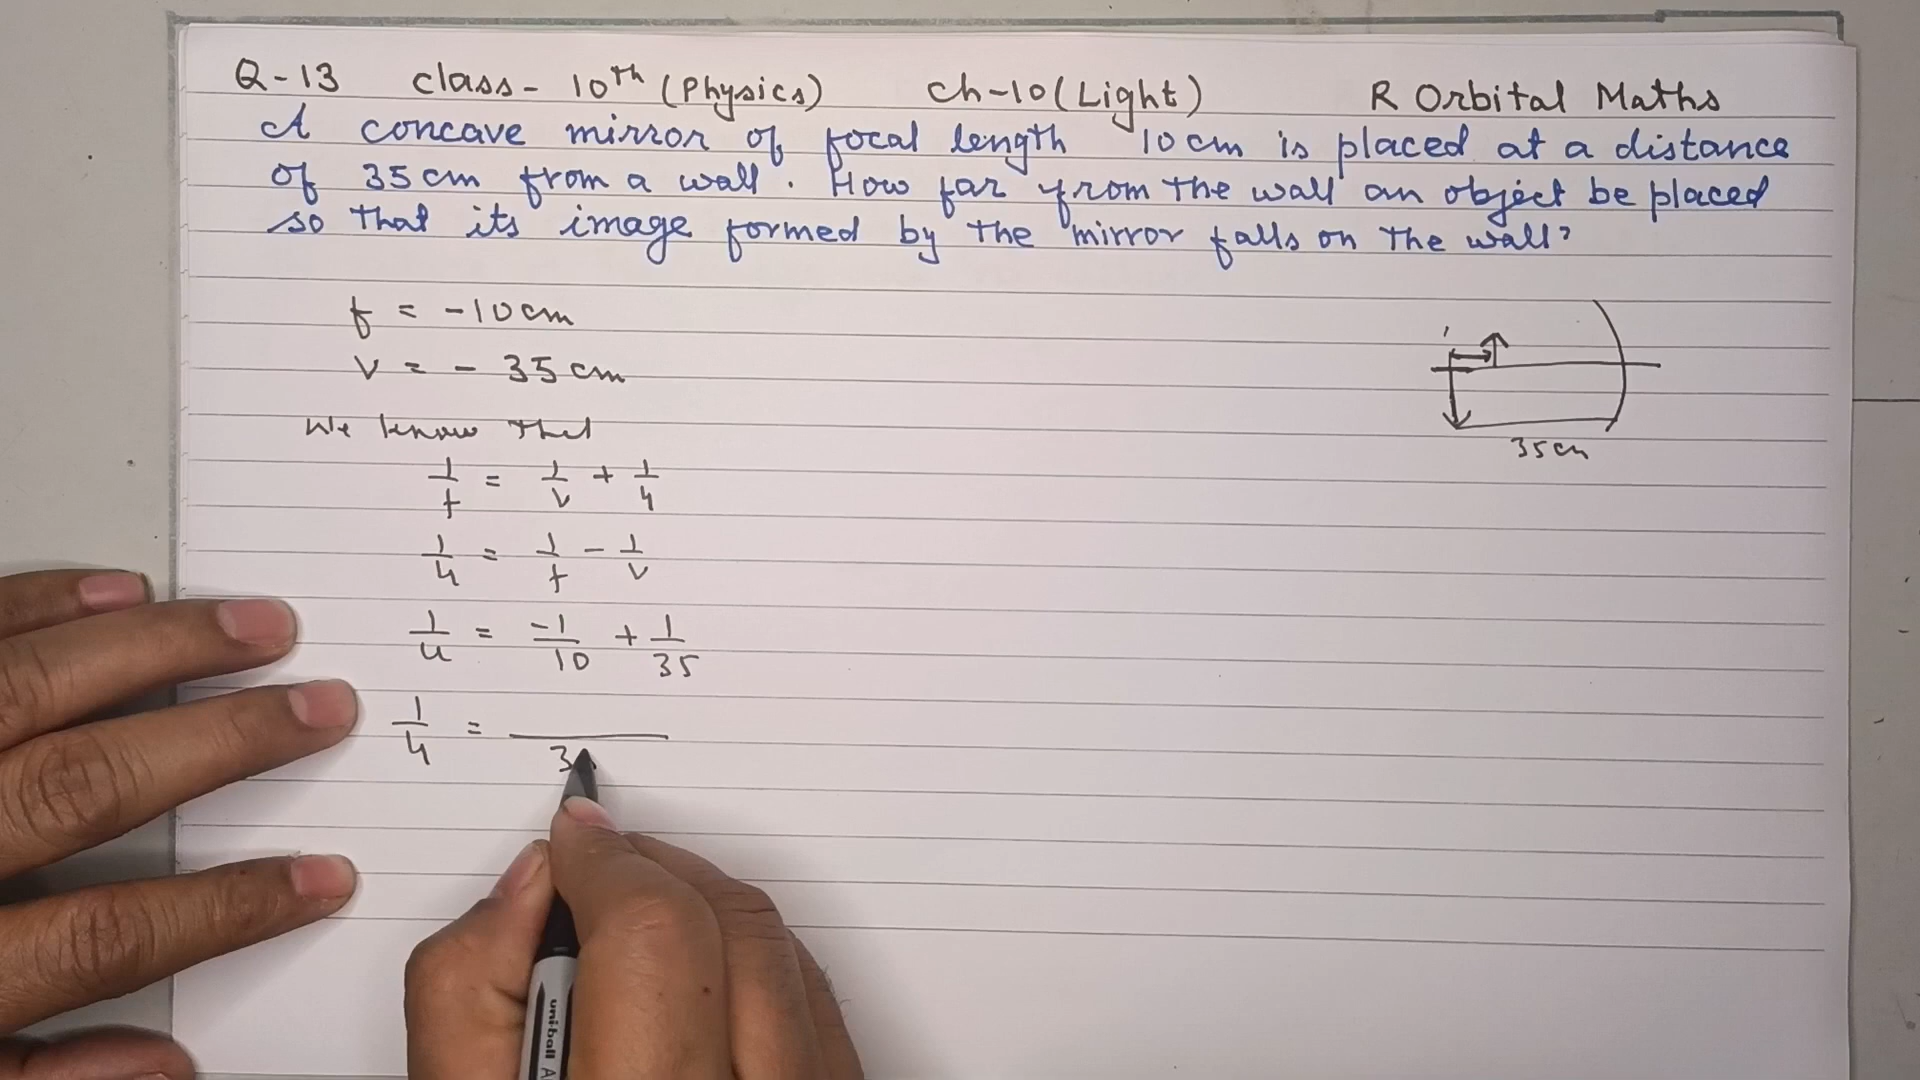 Q-13 class- 10th (Physics) ch-10 (Light) R Orbital Maths
A concave mirror of focal length 10 cm is placed at a distance
of 35 cm from a wall. How far from the wall an object be placed
so that its image formed by the mirror falls on the wall?
f = -10 cm
v = - 35 cm
We know that
1/f = 1/v + 1/u
1/u = 1/f - 1/v
1/u = -1/10 + 1/35
1/u =
3
35cm
uniball A